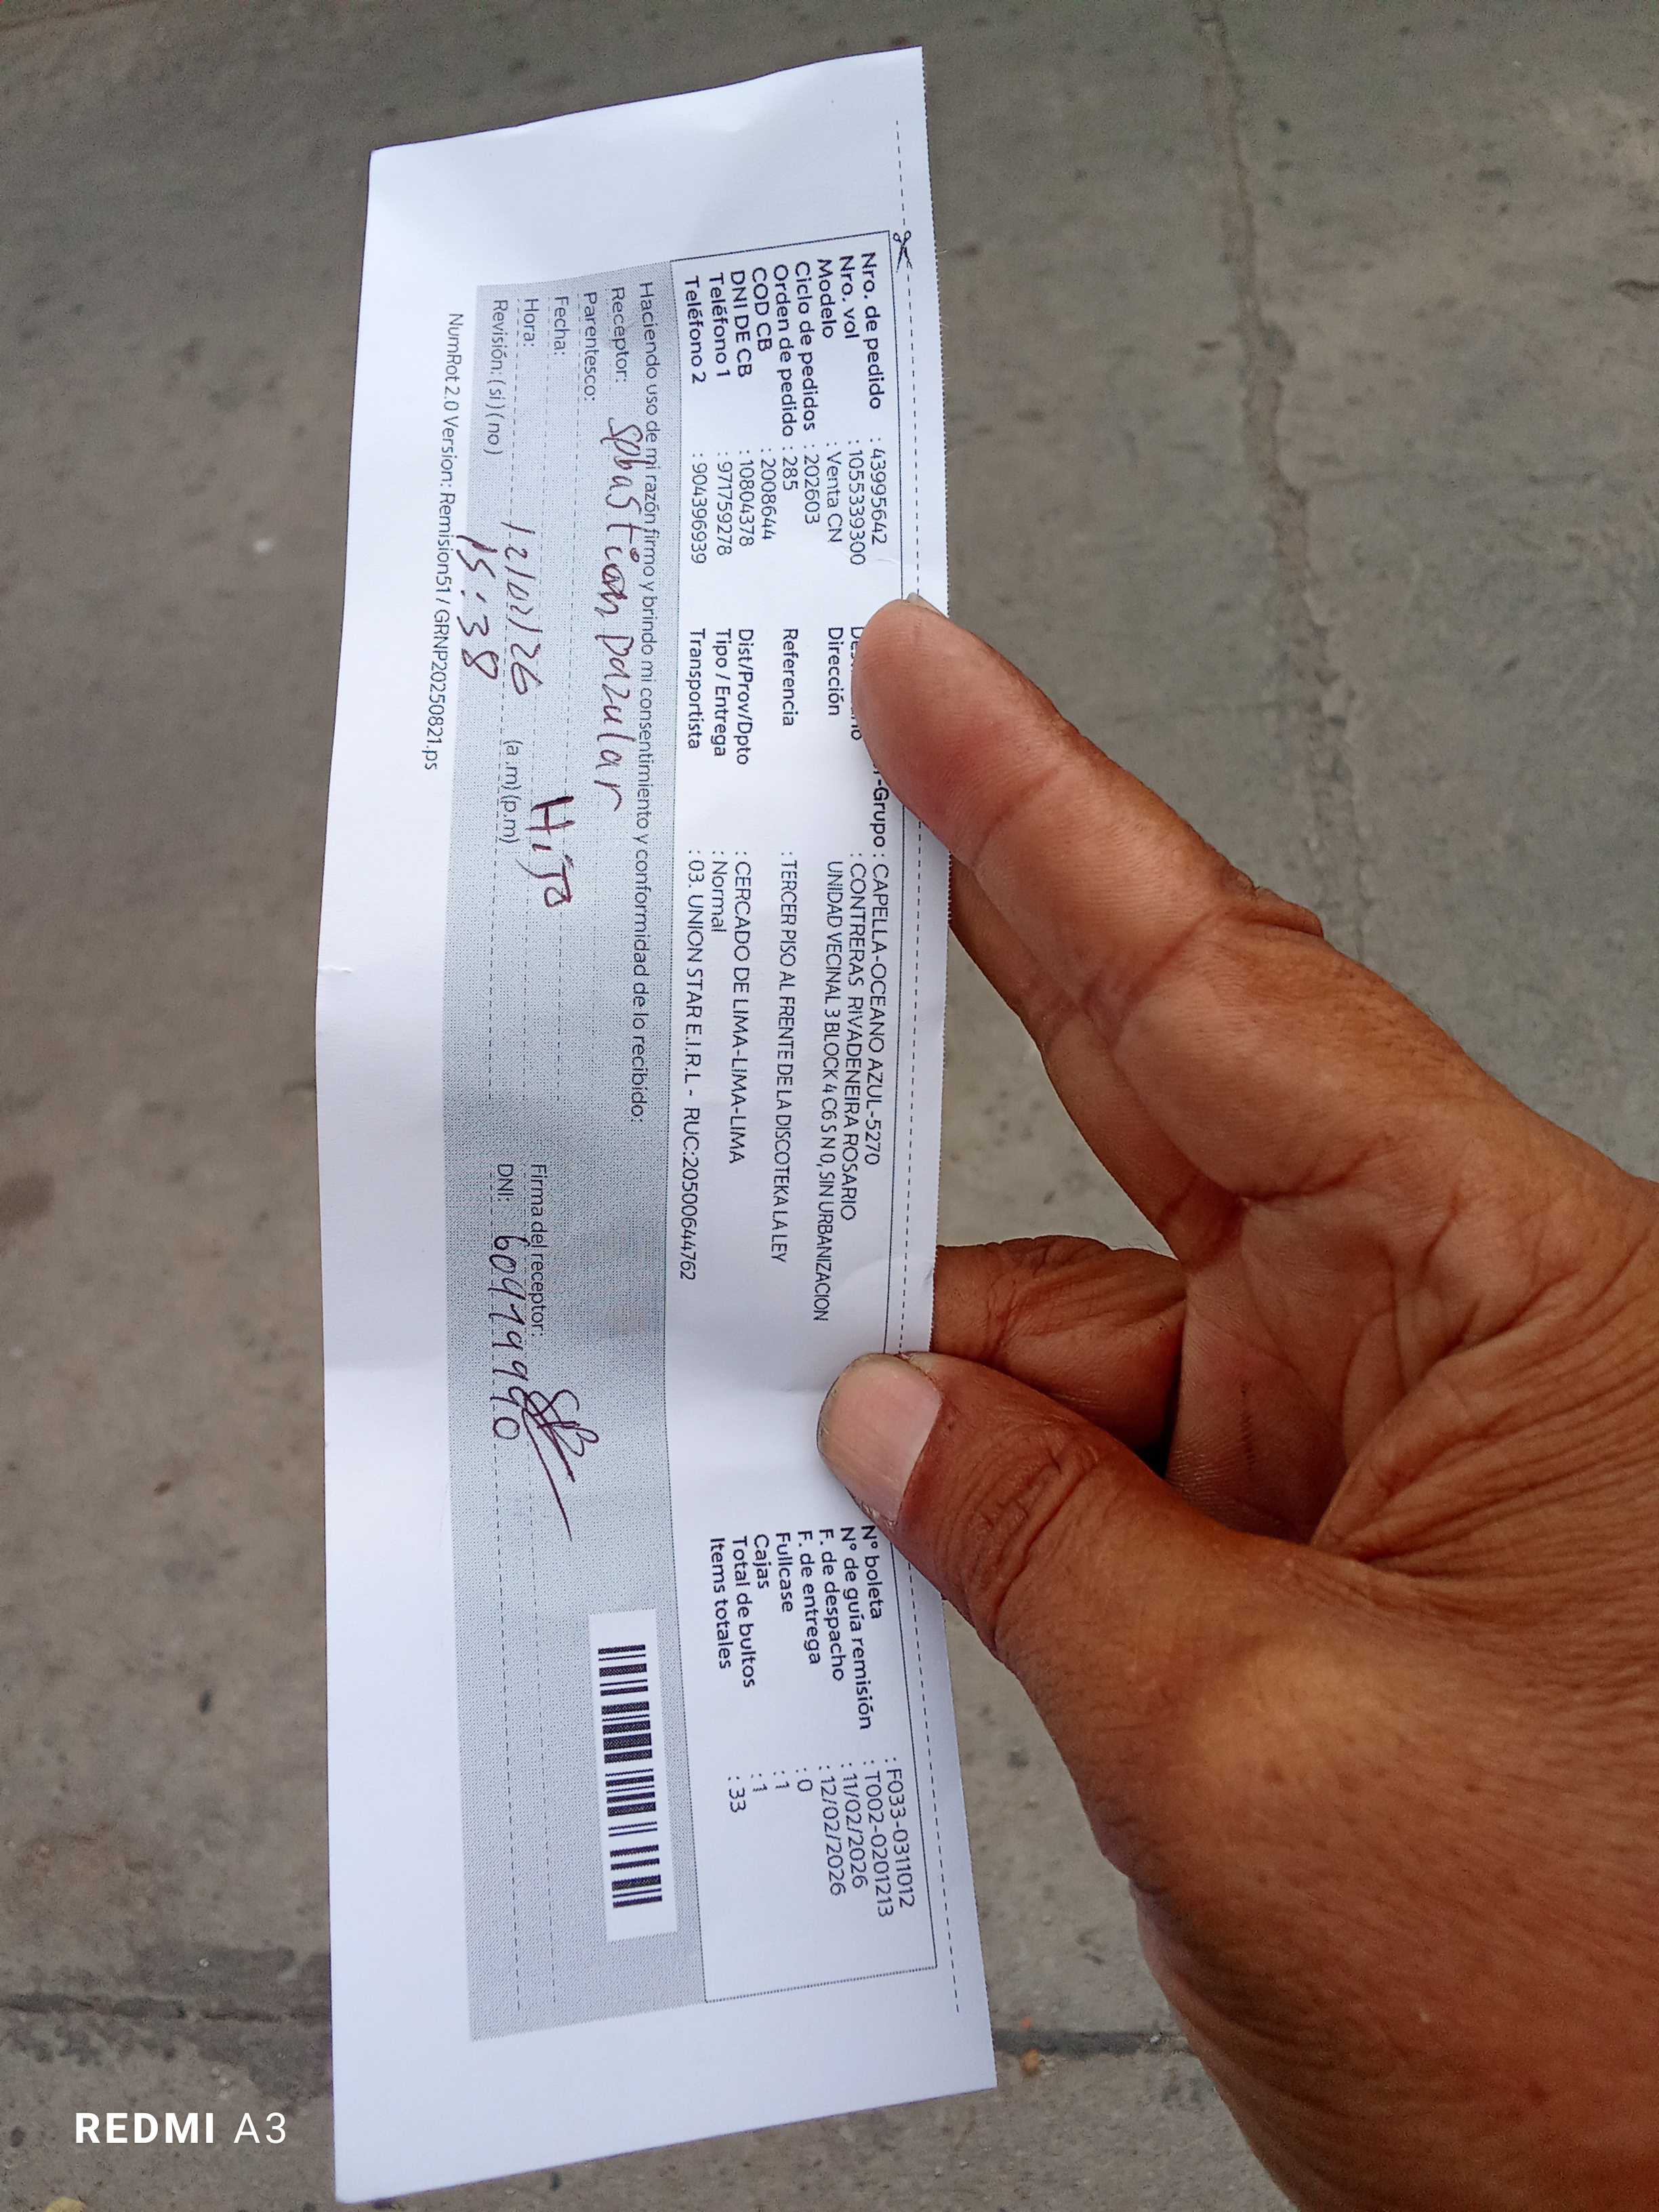 Nro. de pedido : 43995642
Nro. vol : 1055339300
Modelo : Venta CN
Ciclo de pedidos : 202603
Orden de pedido : 285
COD CB : 2008644
DNI DE CB : 10804378
Teléfono 1 : 971759278
Teléfono 2 : 904396939
-Grupo : CAPELLA-OCEANO AZUL-5270
: CONTRERAS RIVADENEIRA ROSARIO
Dirección UNIDAD VECINAL 3 BLOCK 4 C6 S N 0, SIN URBANIZACION
Referencia : TERCER PISO AL FRENTE DE LA DISCOTEKA LA LEY
Dist/Prov/Dpto : CERCADO DE LIMA-LIMA-LIMA
Tipo / Entrega : Normal
Transportista : 03. UNION STAR E.I.R.L - RUC:20500644762
N° boleta : F033-0311012
N° de guía remisión : T002-0201213
F. de despacho : 11/02/2026
F. de entrega : 12/02/2026
Fullcase : 0
Cajas : 1
Total de bultos : 1
Items totales : 33
Haciendo uso de mi razón firmo y brindo mi consentimiento y conformidad de lo recibido:
Receptor: Sebastian
Parentesco: Hijo
Fecha: 12/02/26
Hora: 15:38 (a.m)(p.m)
Revisión: (si) (no)
Firma del receptor:
DNI:
NumRot 2.0 Version: Remision51 / GRNP20250821.ps
REDMI A3